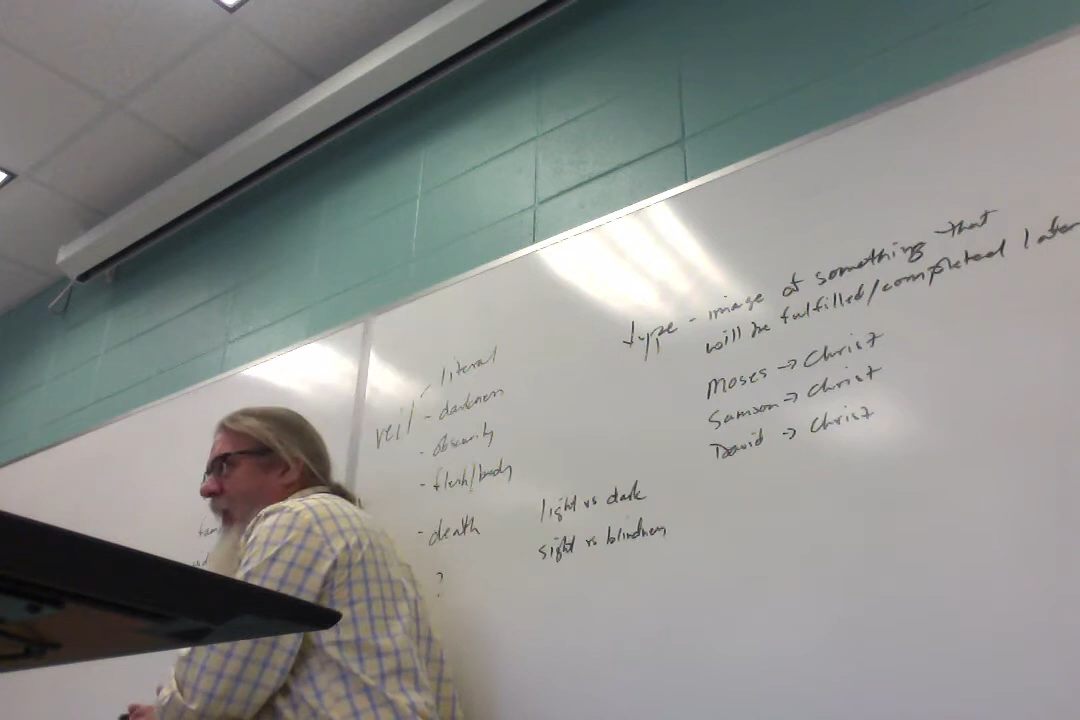 type - image of something that
will be fulfilled/completed later
Moses → Christ
Samson → Christ
David → Christ
veil - literal
- darkness
- obscurity
- flesh/body
- death
?
light vs dark
sight vs blindness